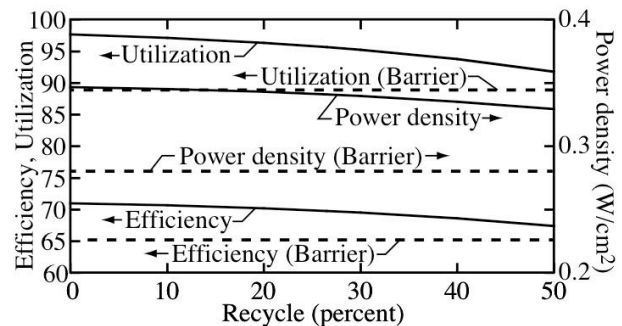 Efficiency, Utilization
100
95
90
85
80
75
70
65
60
Utilization
Utilization (Barrier)
Power density
Power density (Barrier)
Efficiency
Efficiency (Barrier)
0.4
0.3
0.2
Power density (W/cm2)
0 10 20 30 40 50
Recycle (percent)